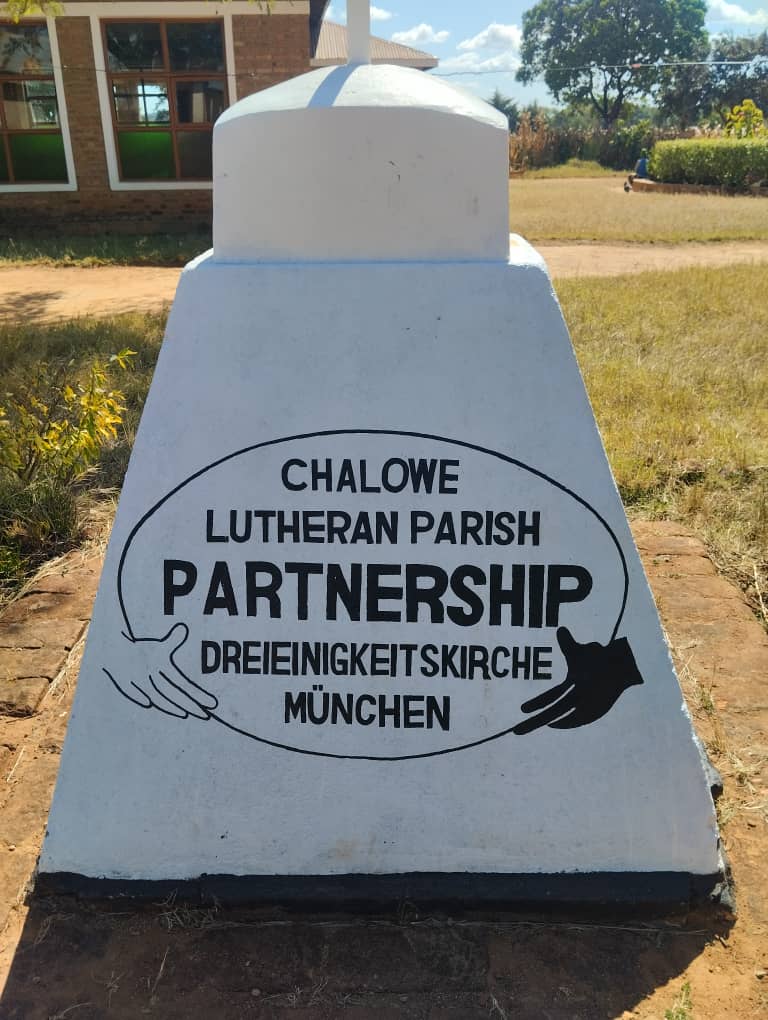 CHALOWE
LUTHERAN PARISH
PARTNERSHIP
DREIEINIGKEITSKIRCHE
MÜNCHEN